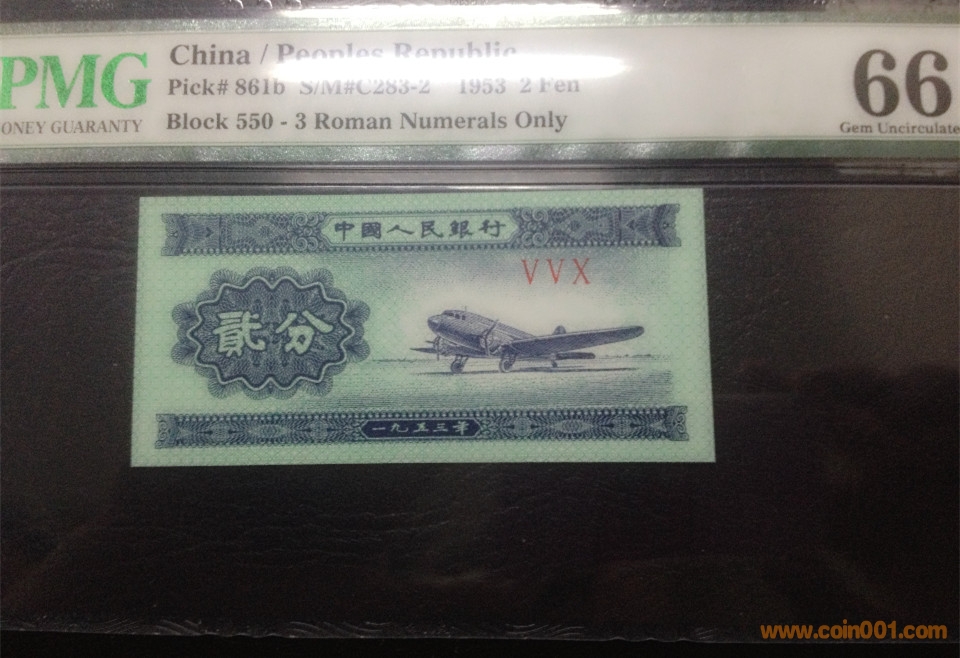 PMG
ONEY GUARANTY
China / Peoples Republic
Pick# 861b S/M#C283-2 1953 2 Fen
Block 550 - 3 Roman Numerals Only
66
Gem Uncirculate
中國人民銀行
VVX
貳分
一九五三年
www.coin001.com